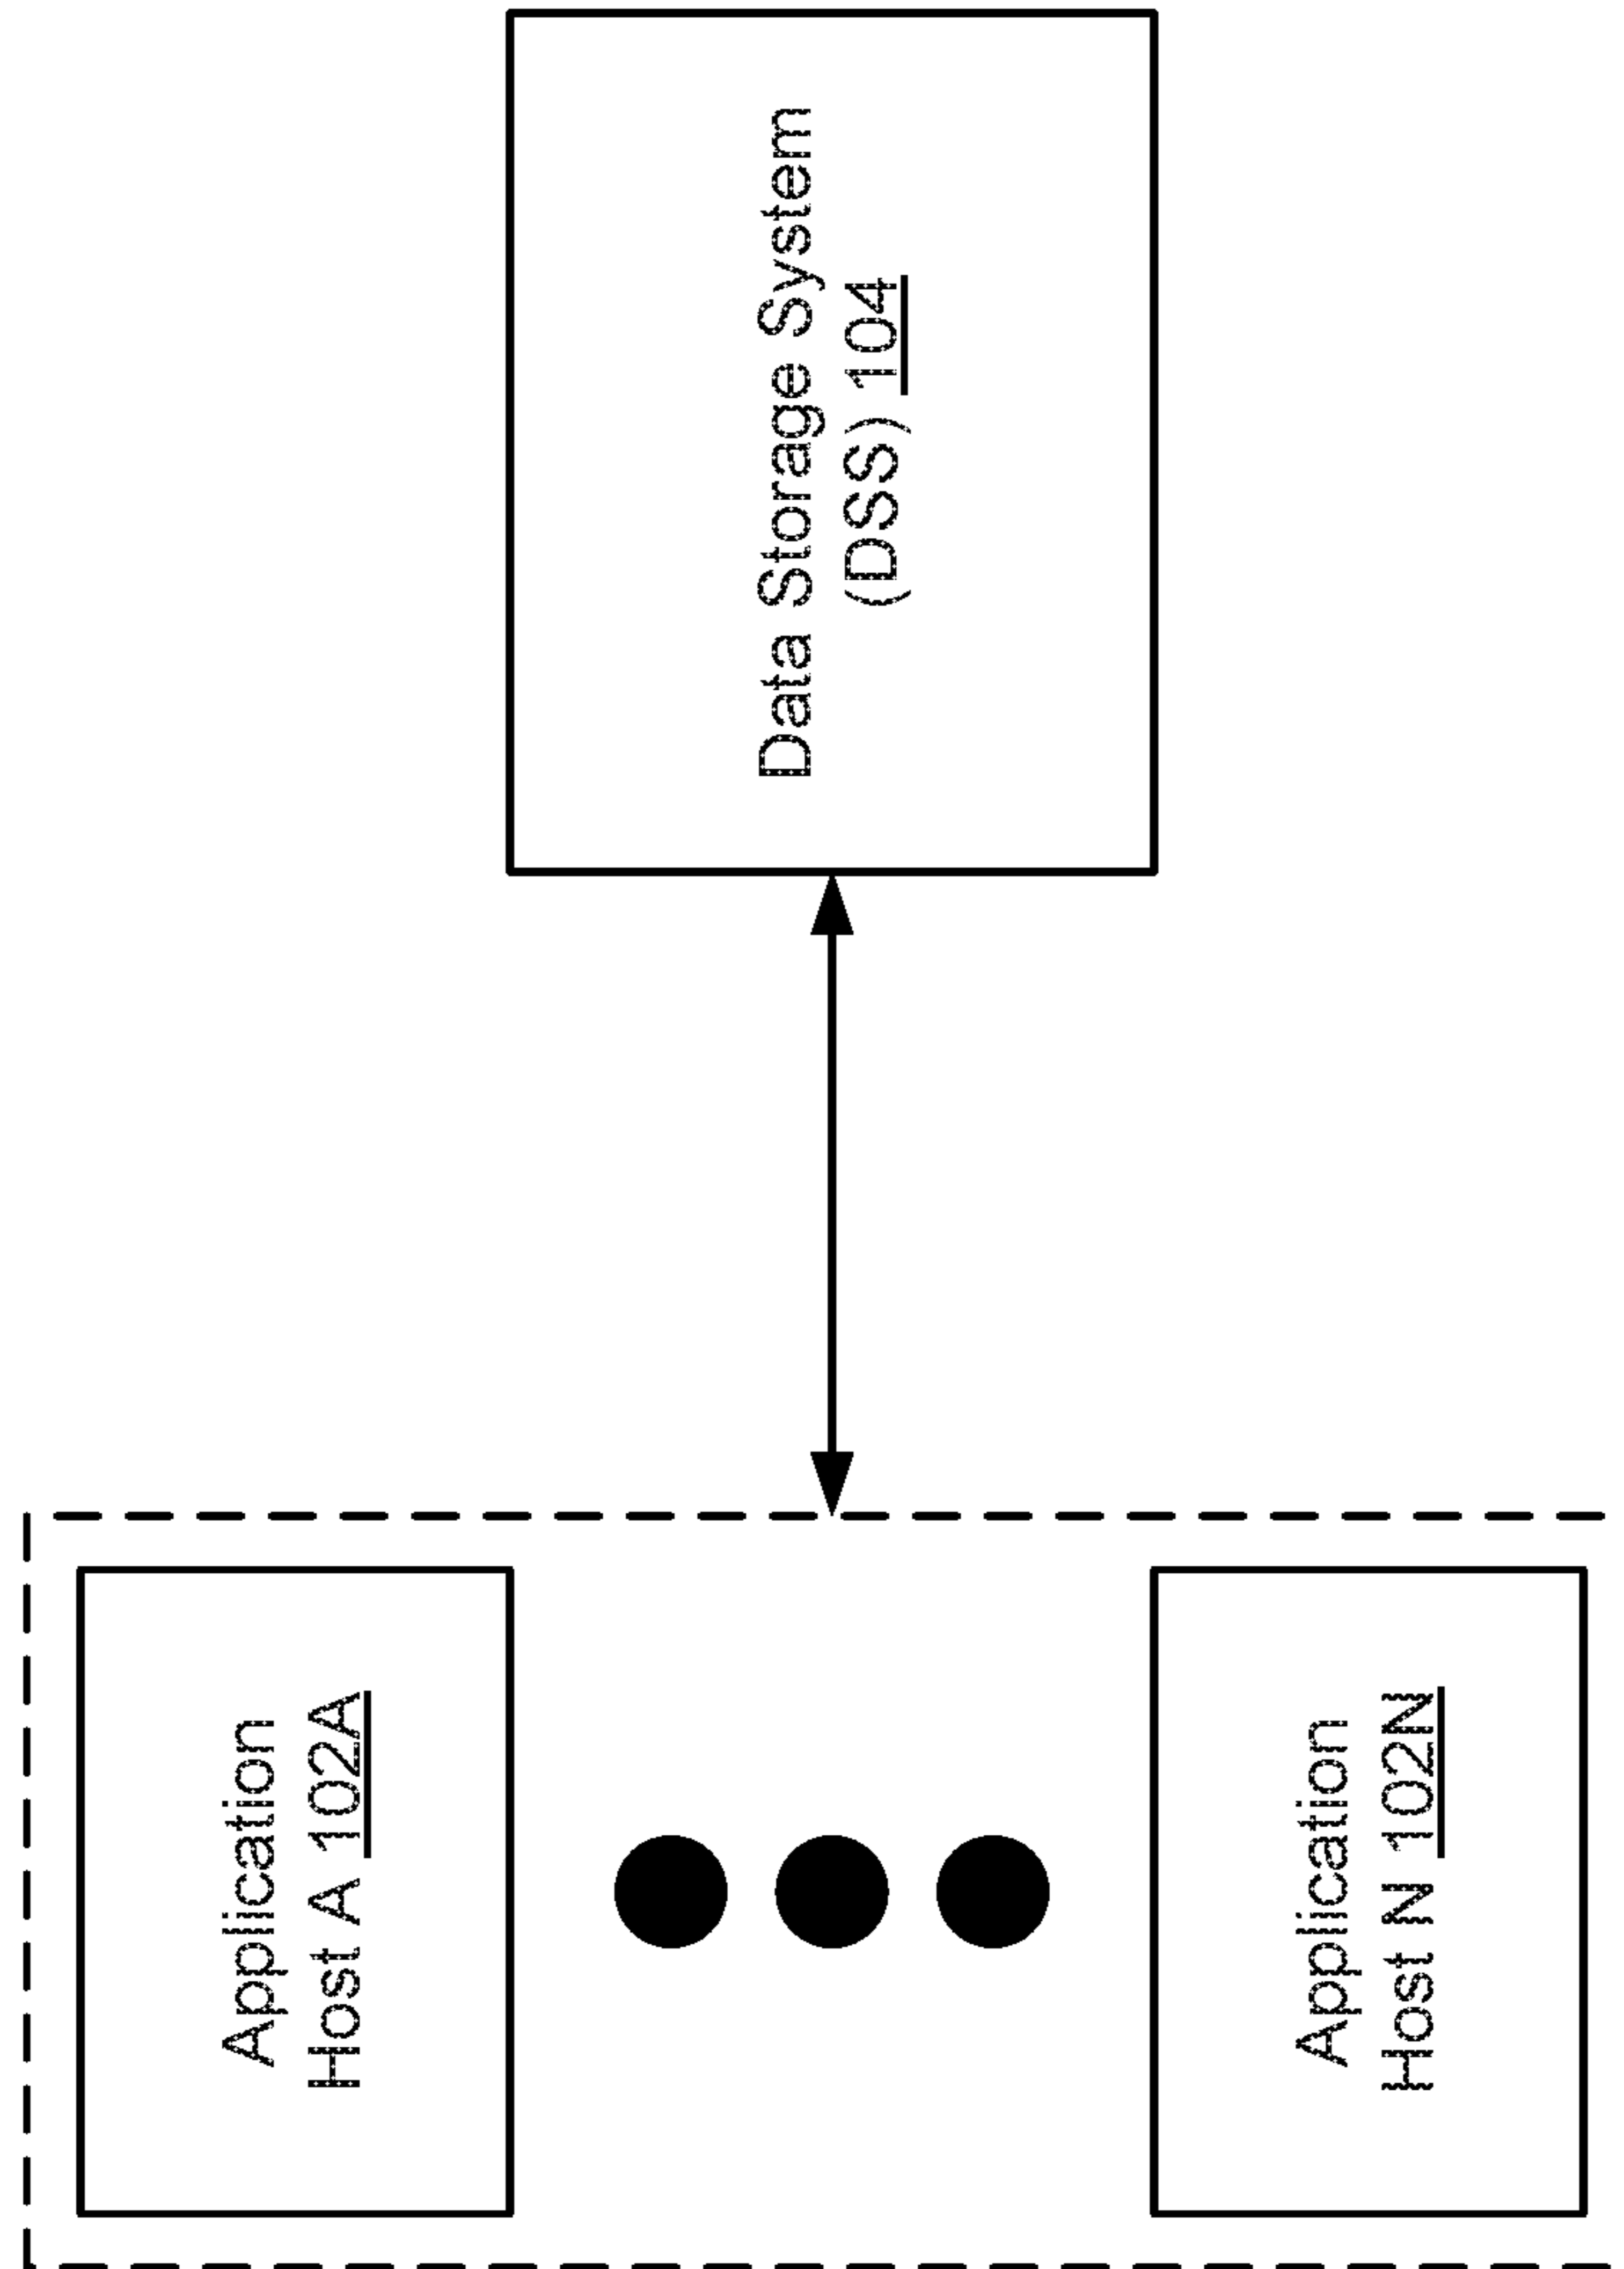 Application
Host A 102A
Application
Host N 102N
Data Storage System
(DSS) 104